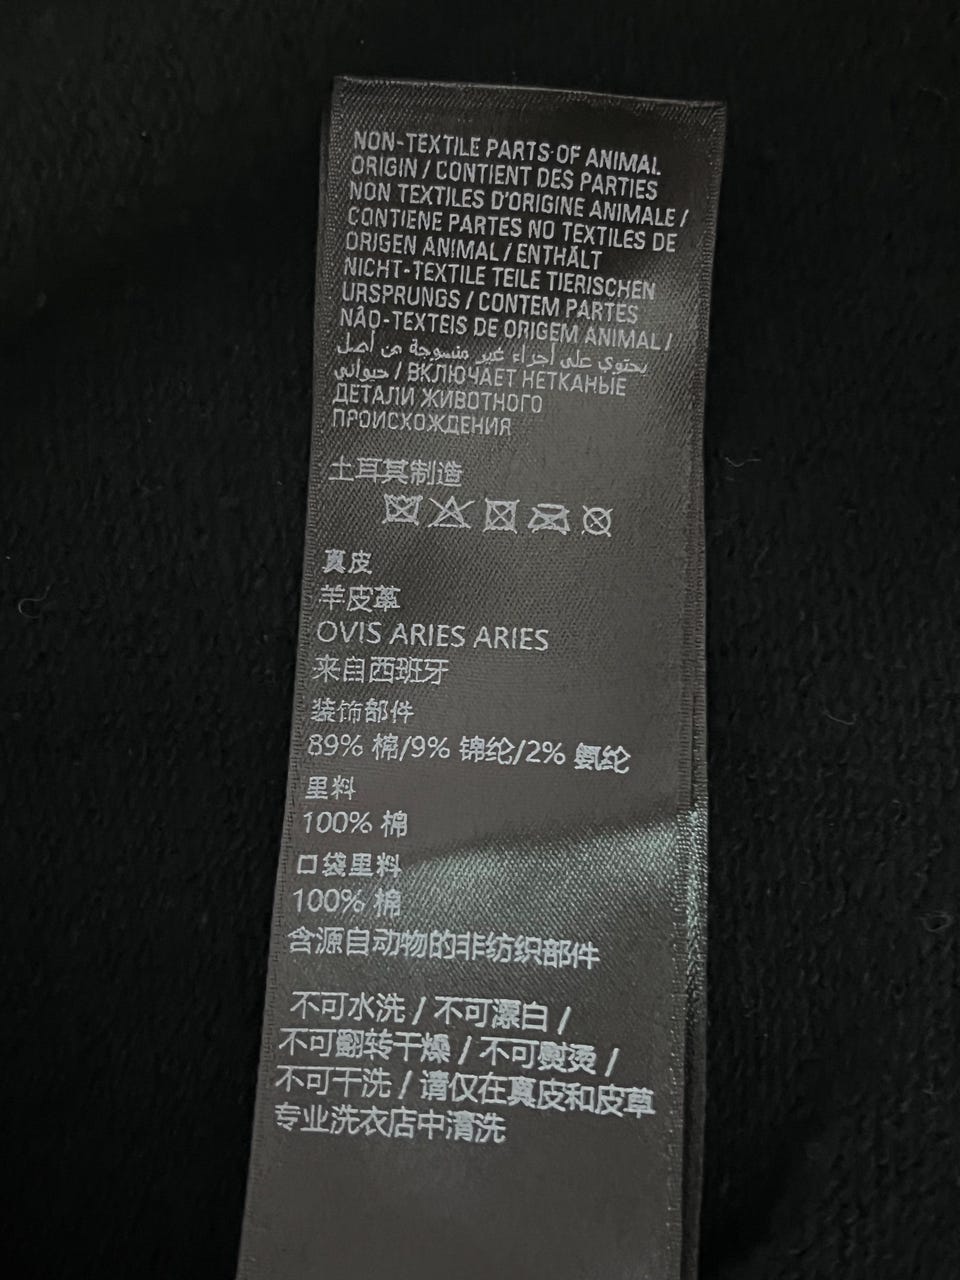 NON-TEXTILE PARTS OF ANIMAL
ORIGIN / CONTIENT DES PARTIES
NON TEXTILES D'ORIGINE ANIMALE /
CONTIENE PARTES NO TEXTILES DE
ORIGEN ANIMAL / ENTHÄLT
NICHT-TEXTILE TEILE TIERISCHEN
URSPRUNGS / CONTEM PARTES
NÃO-TEXTEIS DE ORIGEM ANIMAL /
يحتوي على أجزاء غير منسوجة من أصل
حيواني / ВКЛЮЧАЕТ НЕТКАНЫЕ
ДЕТАЛИ ЖИВОТНОГО
ПРОИСХОЖДЕНИЯ
土耳其制造
真皮
羊皮革
OVIS ARIES ARIES
来自西班牙
装饰部件
89% 棉/9% 锦纶/2% 氨纶
里料
100% 棉
口袋里料
100% 棉
含源自动物的非纺织部件
不可水洗 / 不可漂白 /
不可翻转干燥 / 不可熨烫 /
不可干洗 / 请仅在真皮和皮草
专业洗衣店中清洗